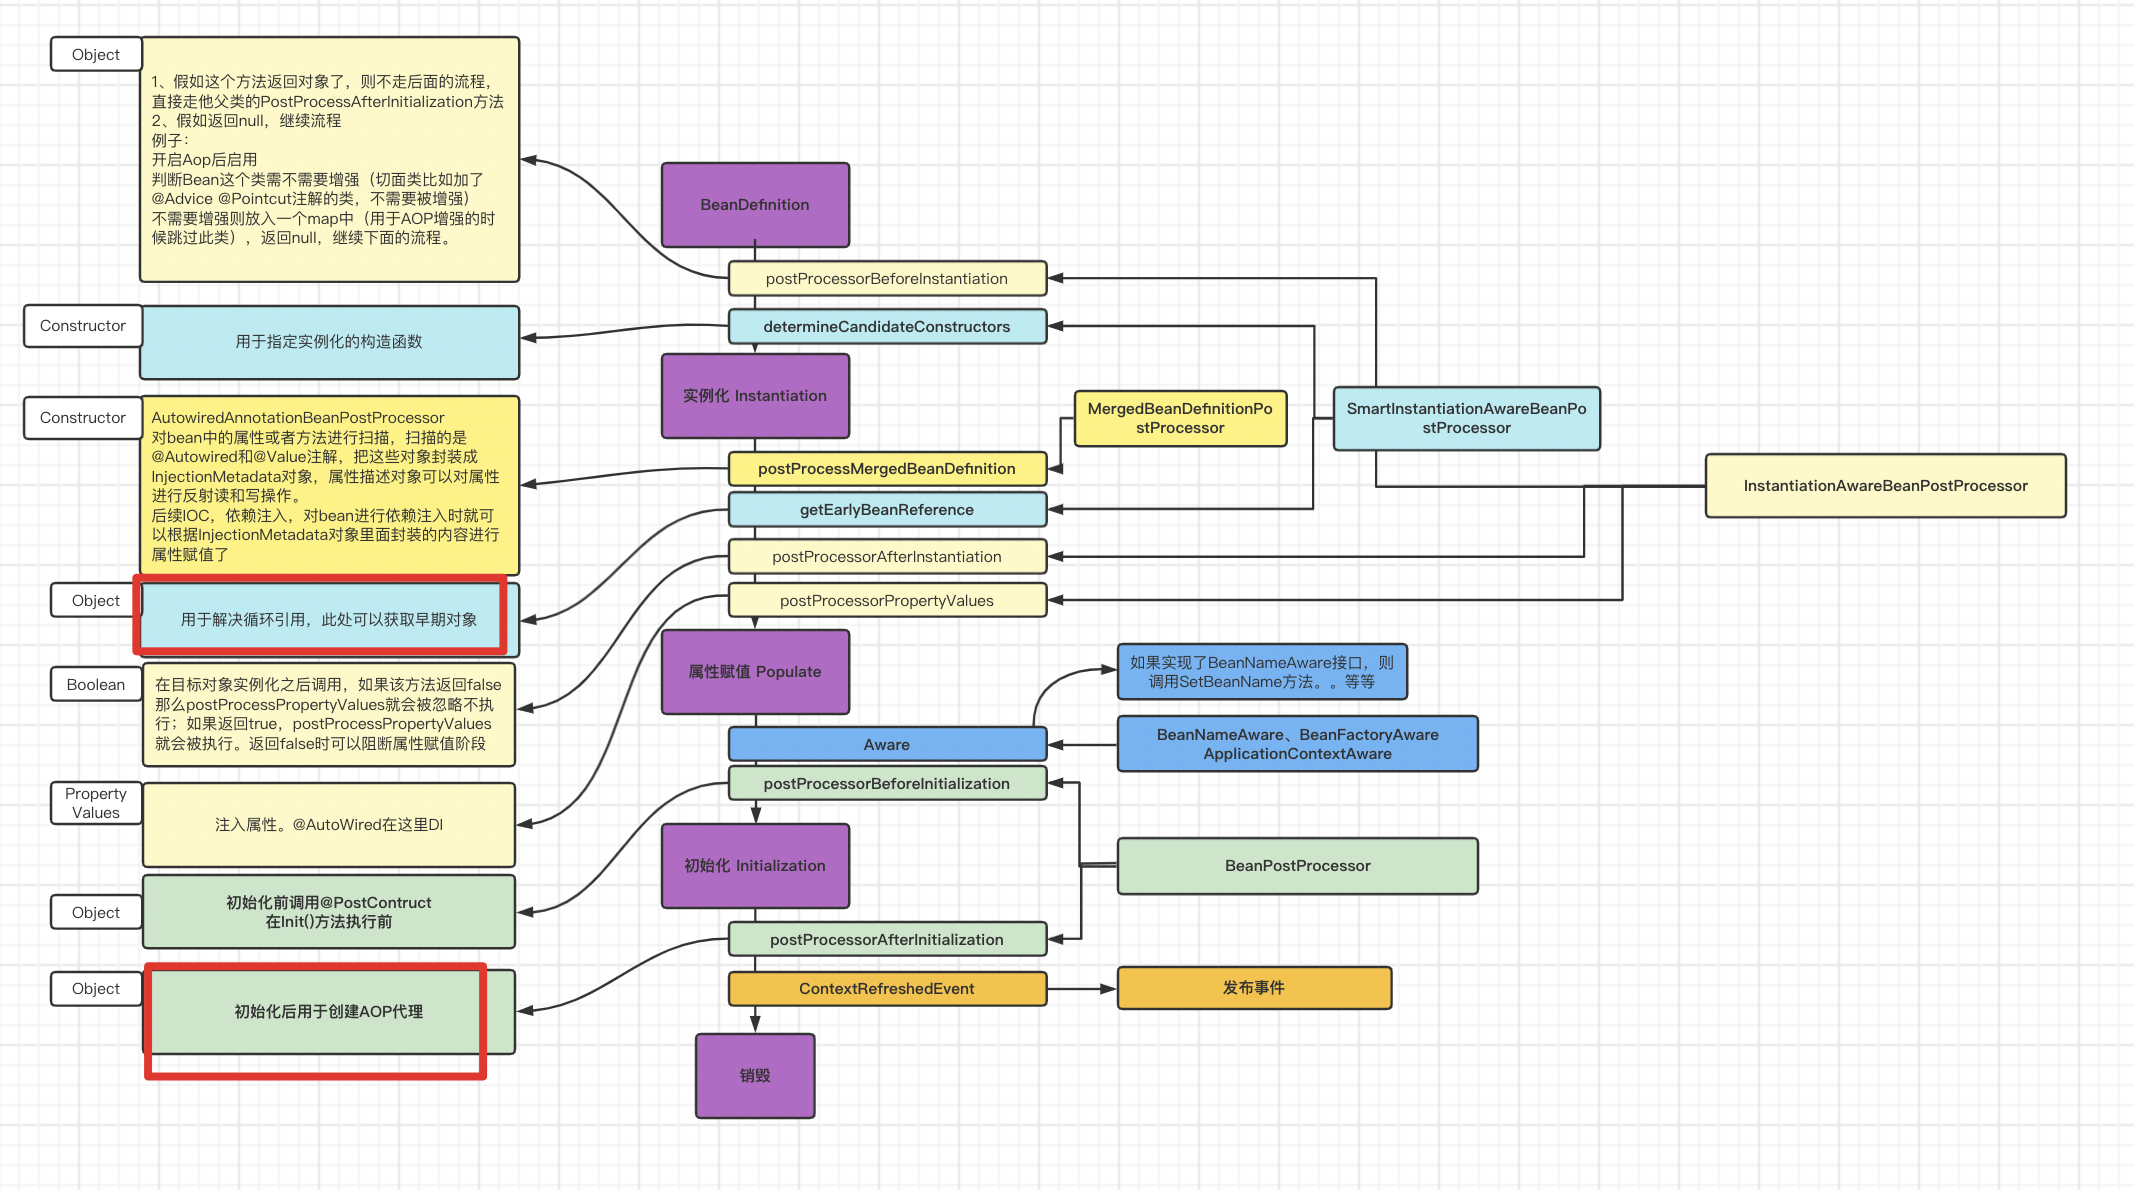 Object
1、假如这个方法返回对象了，则不走后面的流程，
直接走他父类的PostProcessAfterInitialization方法
2、假如返回null，继续流程
例子：
开启Aop后启用
判断Bean这个类需不需要增强（切面类比如加了
@Advice @Pointcut注解的类，不需要被增强）
不需要增强则放入一个map中（用于AOP增强的时
候跳过此类），返回null，继续下面的流程。
Constructor
用于指定实例化的构造函数
Constructor
AutowiredAnnotationBeanPostProcessor
对bean中的属性或者方法进行扫描，扫描的是
@Autowired和@Value注解，把这些对象封装成
InjectionMetadata对象，属性描述对象可以对属性
进行反射读和写操作。
后续IOC，依赖注入，对bean进行依赖注入时就可
以根据InjectionMetadata对象里面封装的内容进行
属性赋值了
Object
用于解决循环引用，此处可以获取早期对象
Boolean
在目标对象实例化之后调用，如果该方法返回false
那么postProcessPropertyValues就会被忽略不执
行；如果返回true，postProcessPropertyValues
就会被执行。返回false时可以阻断属性赋值阶段
Property
Values
注入属性。@AutoWired在这里DI
Object
初始化前调用@PostContruct
在Init()方法执行前
Object
初始化后用于创建AOP代理
BeanDefinition
postProcessorBeforeInstantiation
determineCandidateConstructors
实例化 Instantiation
postProcessMergedBeanDefinition
getEarlyBeanReference
postProcessorAfterInstantiation
postProcessorPropertyValues
属性赋值 Populate
Aware
postProcessorBeforeInitialization
初始化 Initialization
postProcessorAfterInitialization
ContextRefreshedEvent
销毁
MergedBeanDefinitionPo
stProcessor
SmartInstantiationAwareBeanPo
stProcessor
InstantiationAwareBeanPostProcessor
如果实现了BeanNameAware接口，则
调用SetBeanName方法。。等等
BeanNameAware、BeanFactoryAware
ApplicationContextAware
BeanPostProcessor
发布事件